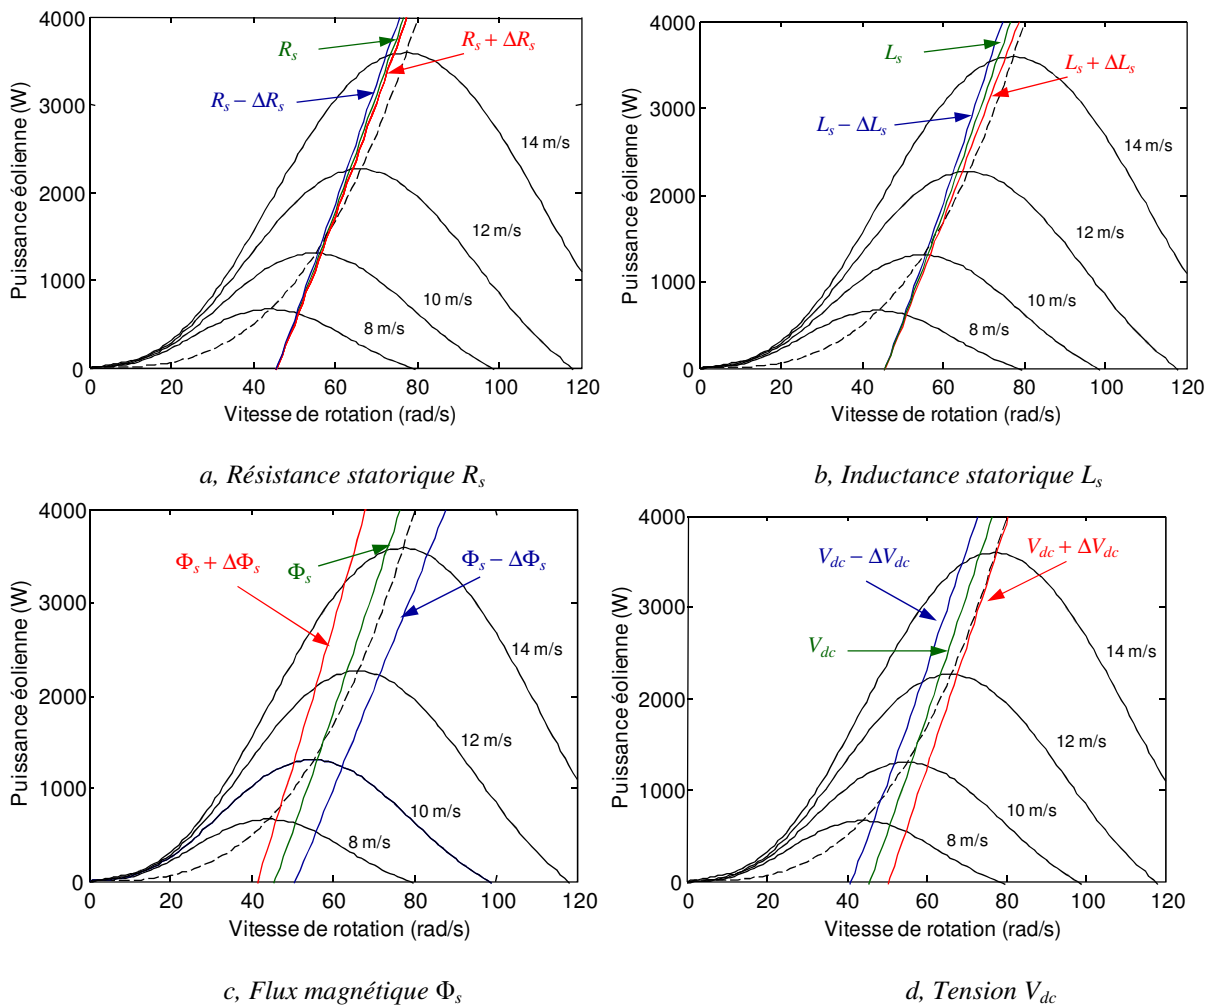 4000
3000
2000
1000
0
Puissance éolienne (W)
R_s
R_s + ΔR_s
R_s − ΔR_s
14 m/s
12 m/s
10 m/s
8 m/s
0 20 40 60 80 100 120
Vitesse de rotation (rad/s)
a, Résistance statorique R_s
4000
3000
2000
1000
0
Puissance éolienne (W)
L_s
L_s + ΔL_s
L_s − ΔL_s
14 m/s
12 m/s
10 m/s
8 m/s
0 20 40 60 80 100 120
Vitesse de rotation (rad/s)
b, Inductance statorique L_s
4000
3000
2000
1000
0
Puissance éolienne (W)
Φ_s + ΔΦ_s
Φ_s
Φ_s − ΔΦ_s
14 m/s
12 m/s
10 m/s
8 m/s
0 20 40 60 80 100 120
Vitesse de rotation (rad/s)
c, Flux magnétique Φ_s
4000
3000
2000
1000
0
Puissance éolienne (W)
V_dc − ΔV_dc
V_dc + ΔV_dc
V_dc
14 m/s
12 m/s
10 m/s
8 m/s
0 20 40 60 80 100 120
Vitesse de rotation (rad/s)
d, Tension V_dc